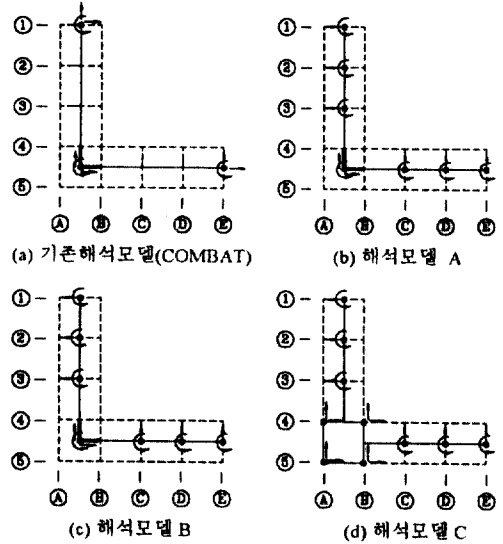 ① ①
② ②
③ ③
④ ④
⑤ ⑤
Ⓐ Ⓑ Ⓒ Ⓓ Ⓔ Ⓐ Ⓑ Ⓒ Ⓓ Ⓔ
(a) 기존해석모델(COMBAT) (b) 해석모델 A
① ①
② ②
③ ③
④ ④
⑤ ⑤
Ⓐ Ⓑ Ⓒ Ⓓ Ⓔ Ⓐ Ⓑ Ⓒ Ⓓ Ⓔ
(c) 해석모델 B (d) 해석모델 C